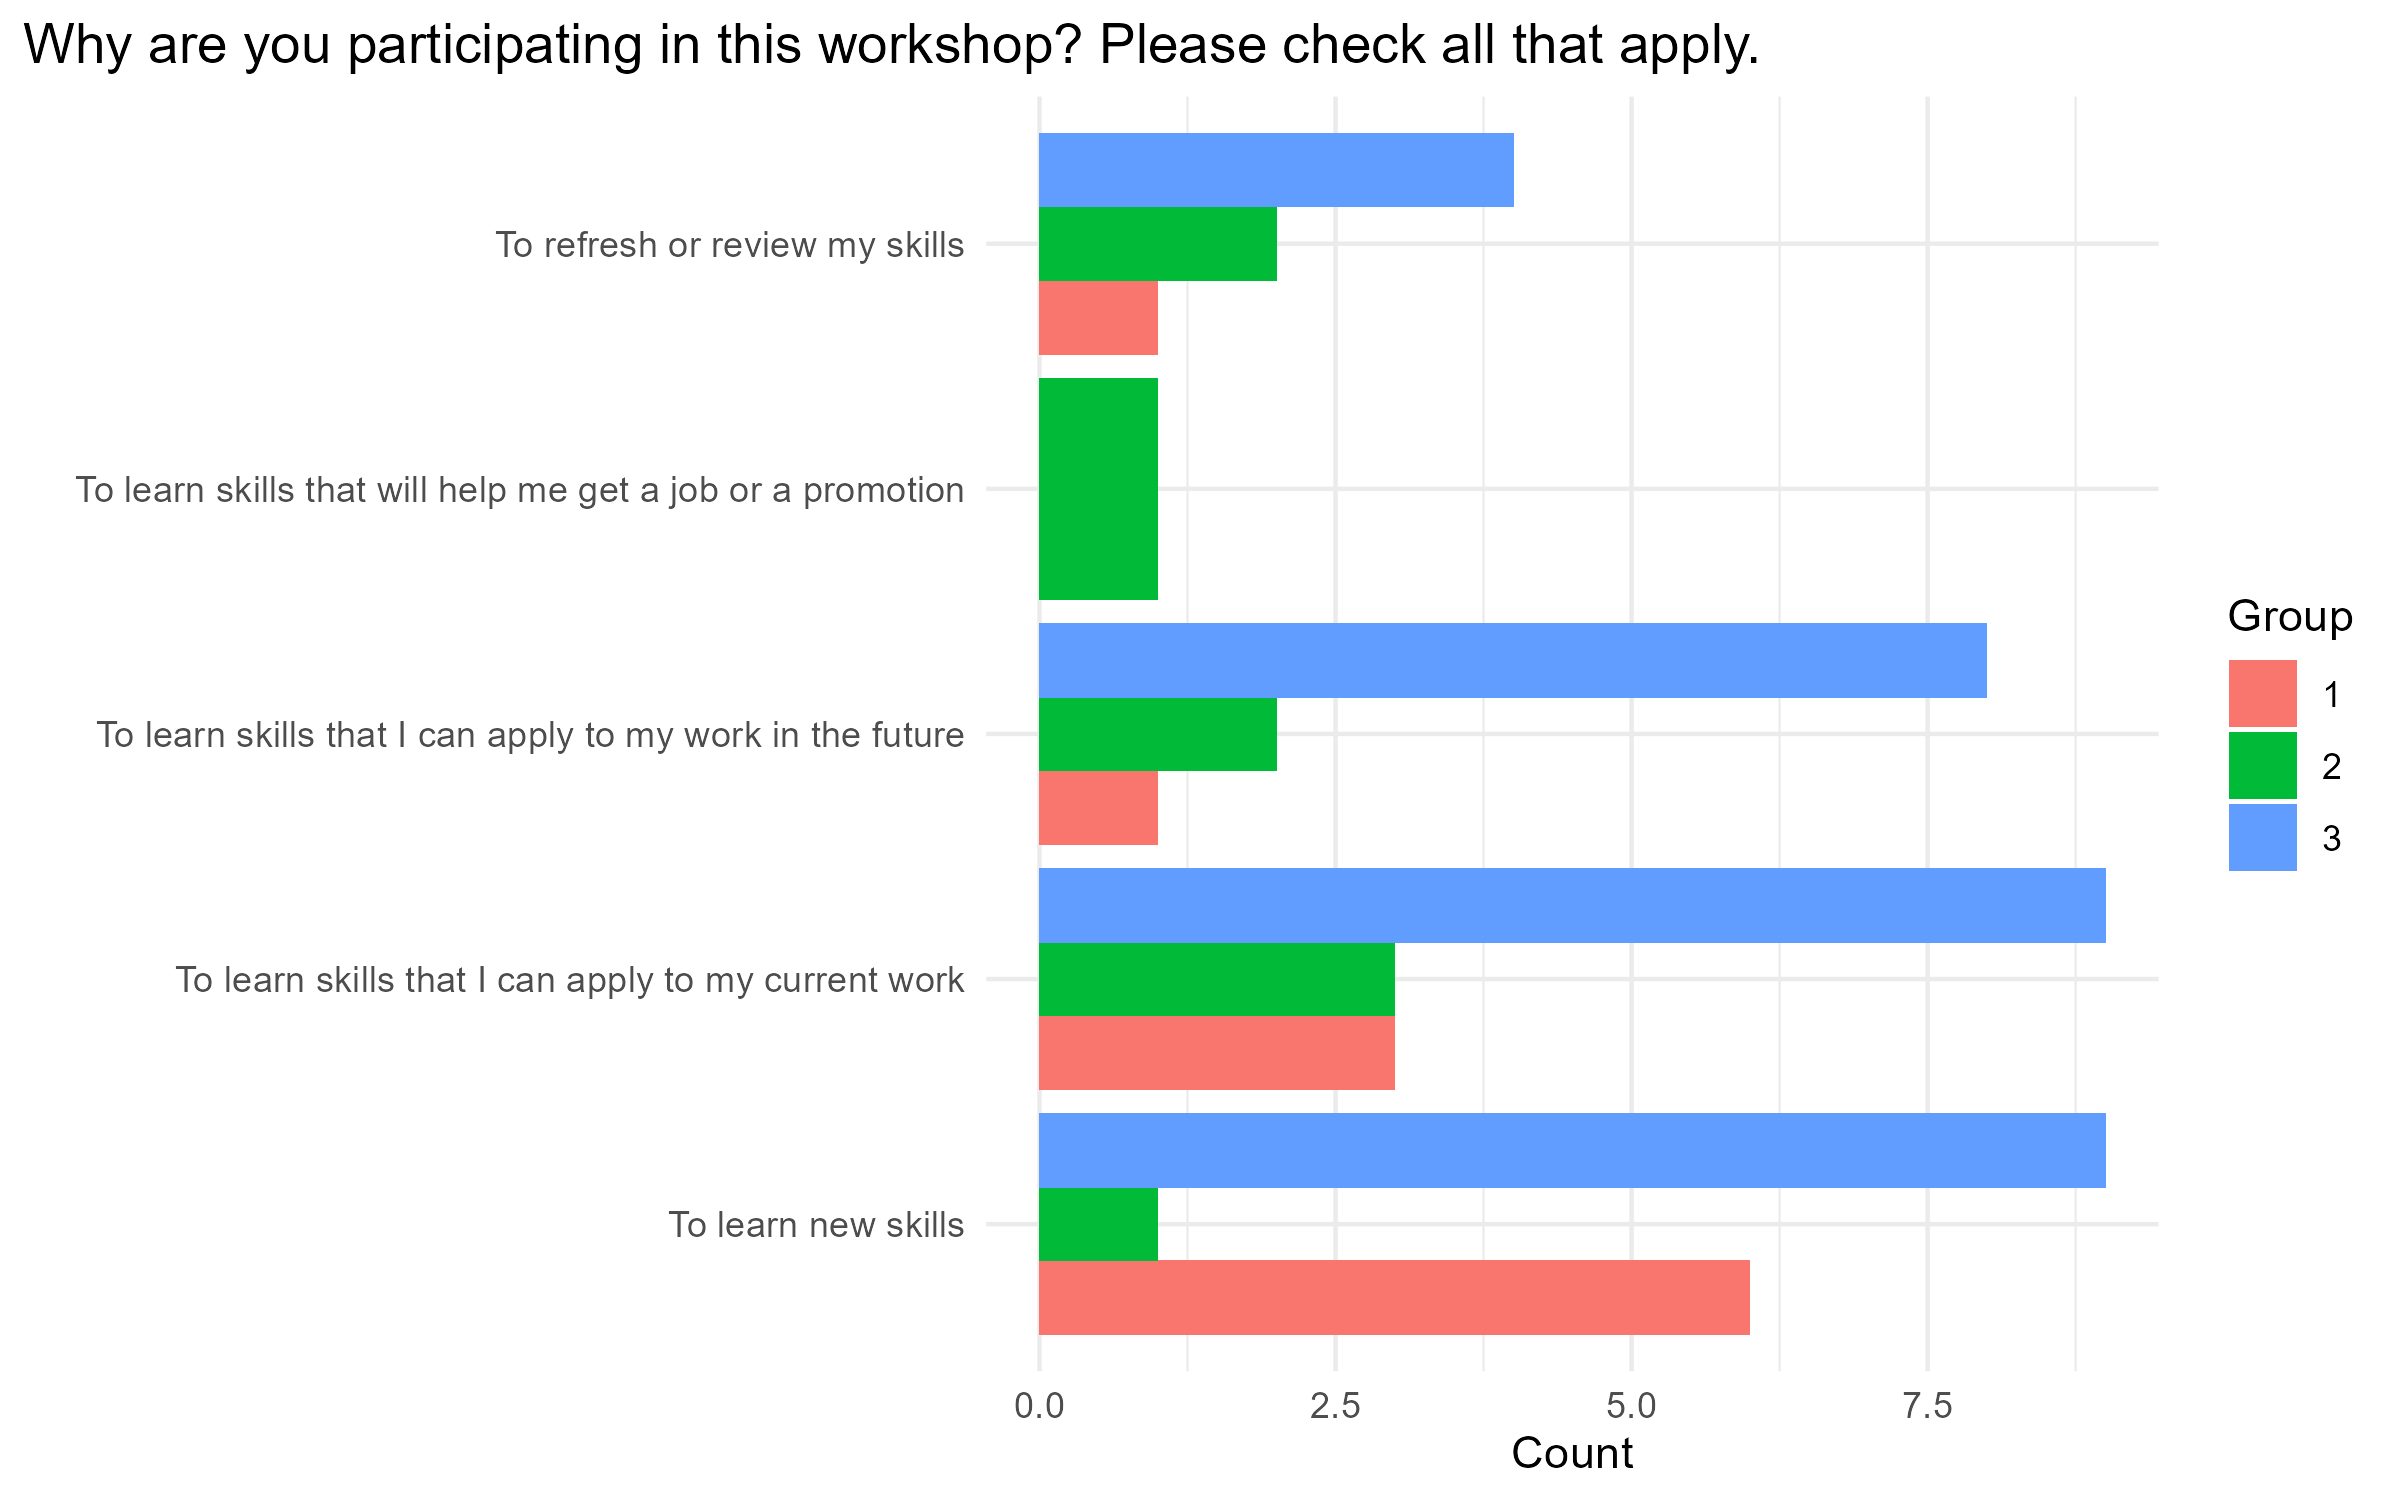 Why are you participating in this workshop? Please check all that apply.
To refresh or review my skills
To learn skills that will help me get a job or a promotion
To learn skills that I can apply to my work in the future
To learn skills that I can apply to my current work
To learn new skills
0.0 2.5 5.0 7.5
Count
Group
1
2
3